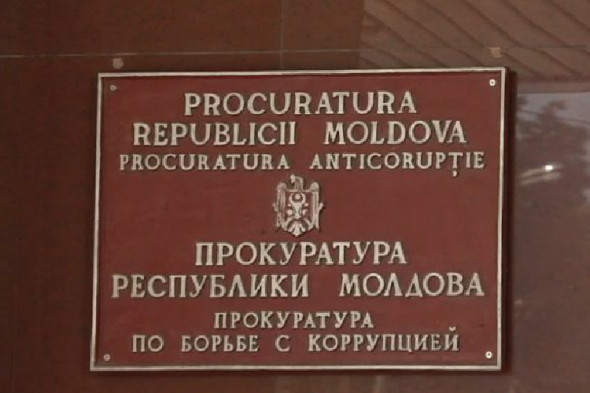 PROCURATURA
REPUBLICII MOLDOVA
PROCURATURA ANTICORUPȚIE
ПРОКУРАТУРА
РЕСПУБЛИКИ МОЛДОВА
ПРОКУРАТУРА
ПО БОРЬБЕ С КОРРУПЦИЕЙ